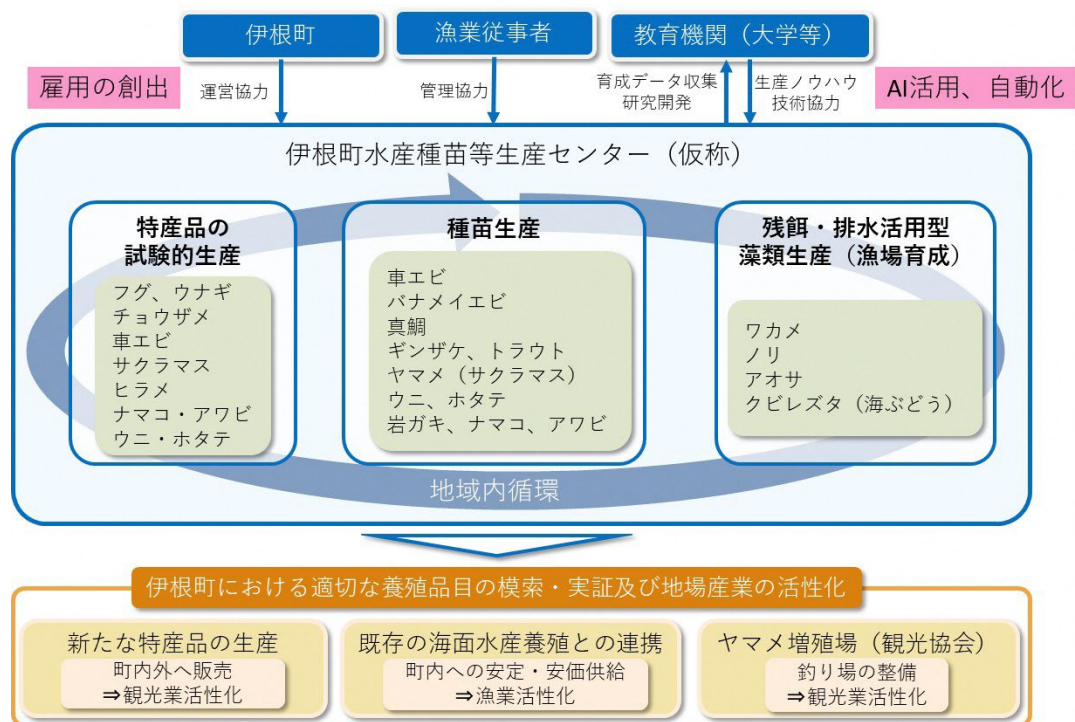 伊根町
漁業従事者
教育機関（大学等）
雇用の創出
運営協力
管理協力
育成データ収集
研究開発
生産ノウハウ
技術協力
AI活用、自動化
伊根町水産種苗等生産センター（仮称）
特産品の
試験的生産
フグ、ウナギ
チョウザメ
車エビ
サクラマス
ヒラメ
ナマコ・アワビ
ウニ・ホタテ
種苗生産
車エビ
バナメイエビ
真鯛
ギンザケ、トラウト
ヤマメ（サクラマス）
ウニ、ホタテ
岩ガキ、ナマコ、アワビ
残餌・排水活用型
藻類生産（漁場育成）
ワカメ
ノリ
アオサ
クビレズタ（海ぶどう）
地域内循環
伊根町における適切な養殖品目の模索・実証及び地場産業の活性化
新たな特産品の生産
町内外へ販売
⇒観光業活性化
既存の海面水産養殖との連携
町内への安定・安価供給
⇒漁業活性化
ヤマメ増殖場（観光協会）
釣り場の整備
⇒観光業活性化